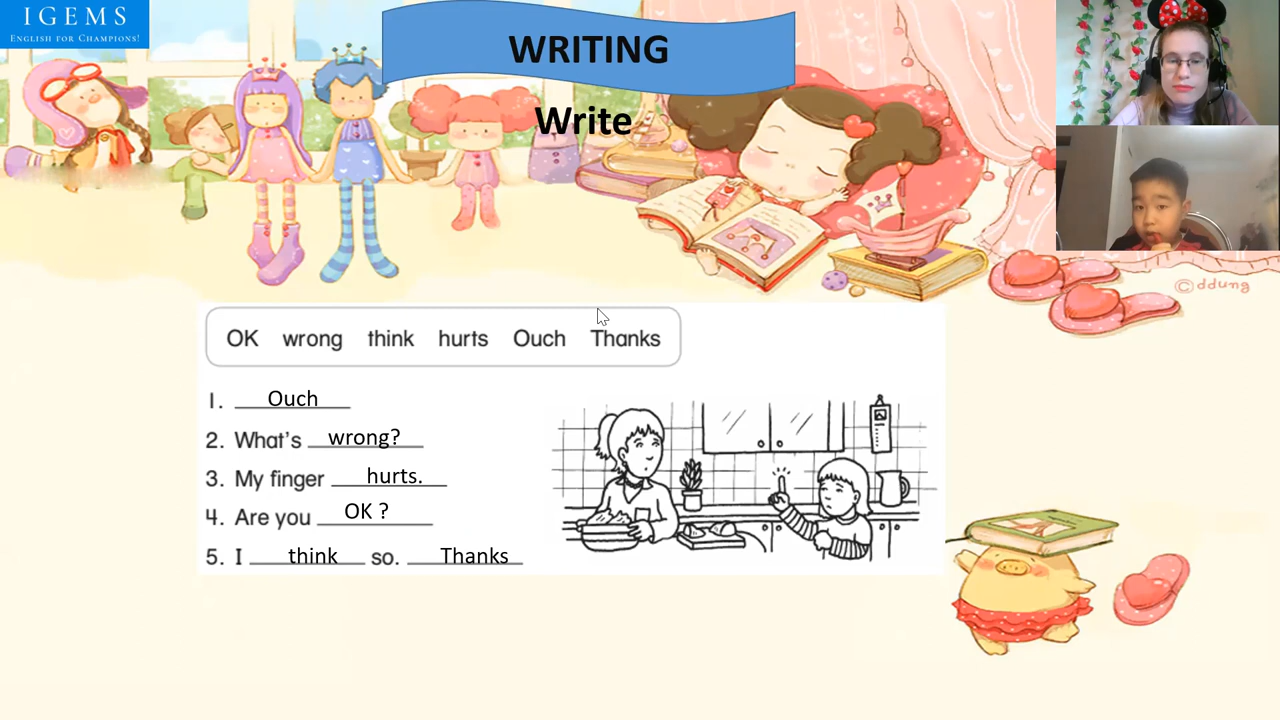 IGEMS
ENGLISH FOR CHAMPIONS!
WRITING
Write
©ddung
OK wrong think hurts Ouch Thanks
1. Ouch
2. What's wrong?
3. My finger hurts.
4. Are you OK ?
5. I think so. Thanks